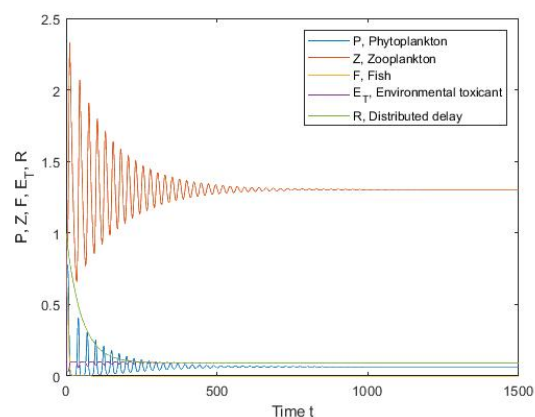 2.5
2
1.5
1
0.5
0
0
500
1000
1500
P, Z, F, E_T, R
Time t
P, Phytoplankton
Z, Zooplankton
F, Fish
E_T, Environmental toxicant
R, Distributed delay